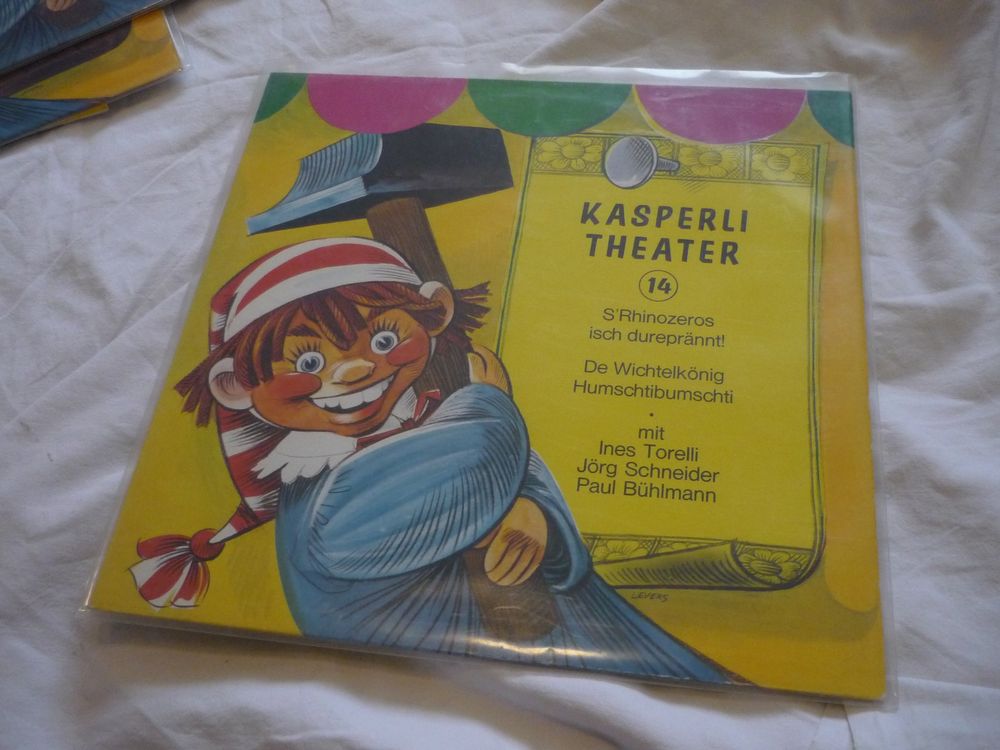 KASPERLI
THEATER
14
S'Rhinozeros
isch dureprännt!
De Wichtelkönig
Humschtibumschti
•
mit
Ines Torelli
Jörg Schneider
Paul Bühlmann
LEVERS